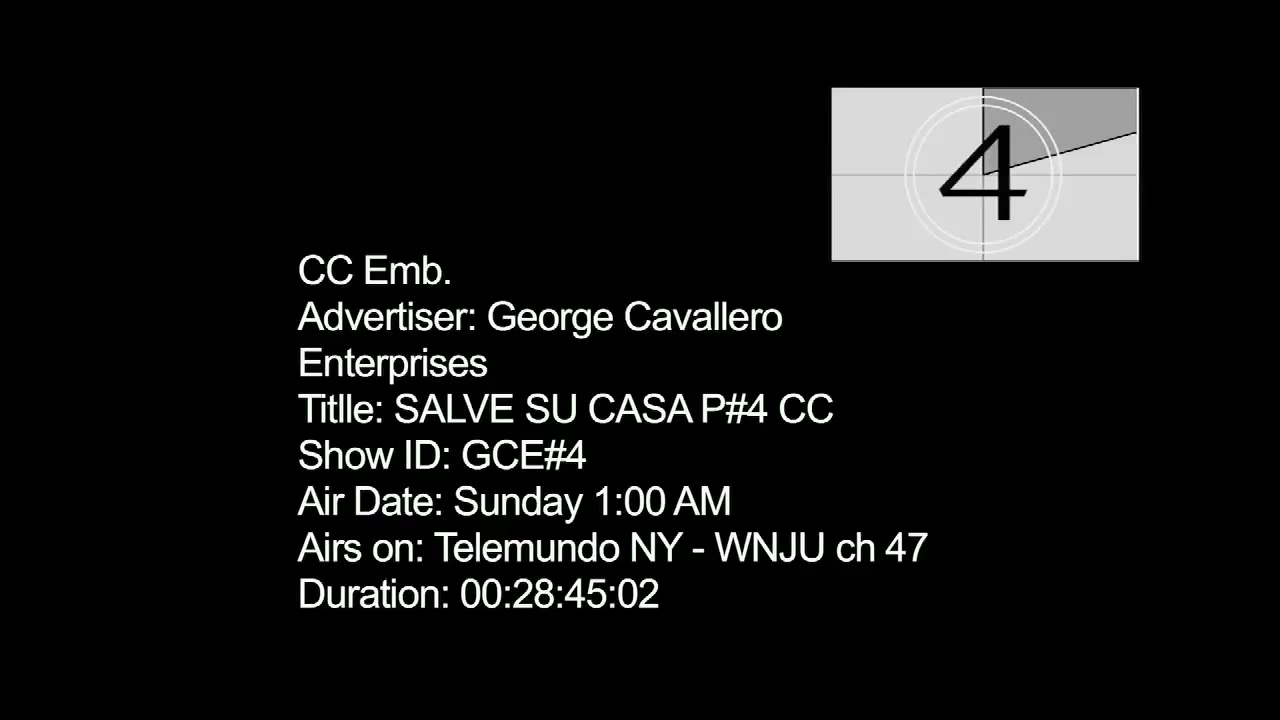 4
CC Emb.
Advertiser: George Cavallero
Enterprises
Titlle: SALVE SU CASA P#4 CC
Show ID: GCE#4
Air Date: Sunday 1:00 AM
Airs on: Telemundo NY - WNJU ch 47
Duration: 00:28:45:02